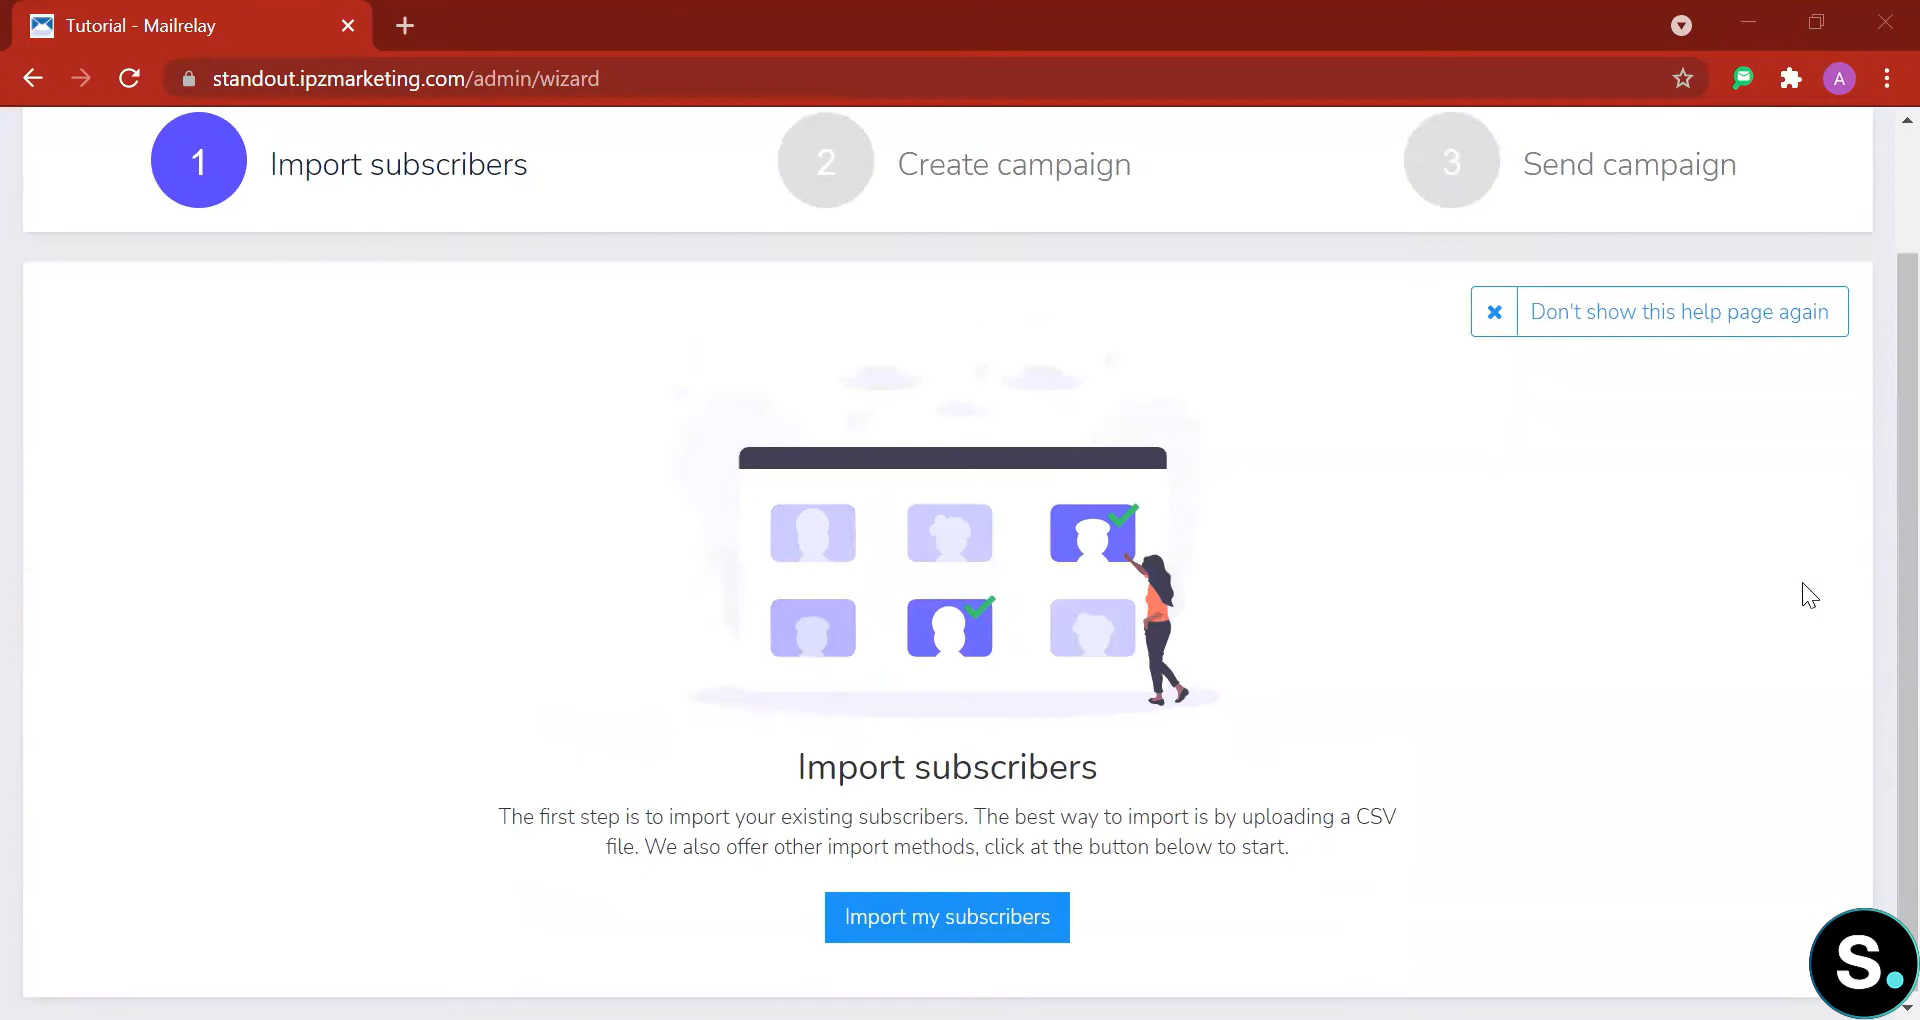 Tutorial - Mailrelay
standout.ipzmarketing.com/admin/wizard
A
1 Import subscribers
2 Create campaign
3 Send campaign
Don't show this help page again
Import subscribers
The first step is to import your existing subscribers. The best way to import is by uploading a CSV
file. We also offer other import methods, click at the button below to start.
Import my subscribers
S.